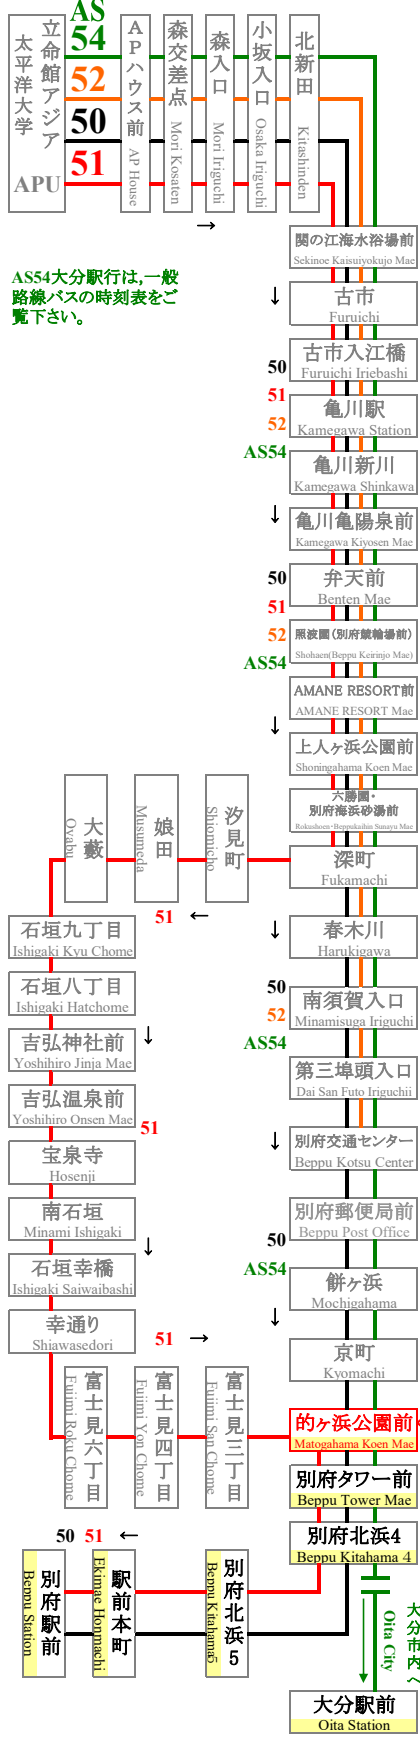 AS
54
52
50
51
立命館アジア
太平洋大学
APU
APハウス前
AP House
森交差点
Mori Kosaten
森入口
Mori Iriguchi
小坂入口
Osaka Iriguchi
北新田
Kitashinden
→
AS54大分駅行は,一般
路線バスの時刻表をご
覧下さい。
関の江海水浴場前
Sekinoe Kaisuiyokujo Mae
↓
古市
Furuichi
古市入江橋
Furuichi Iriebashi
50
51
52
AS54
亀川駅
Kamegawa Station
亀川新川
Kamegawa Shinkawa
↓
亀川亀陽泉前
Kamegawa Kiyosen Mae
50
51
52
AS54
弁天前
Benten Mae
照波園(別府競輪場前)
Shohaen(Beppu Keirinjo Mae)
AMANE RESORT前
AMANE RESORT Mae
↓
上人ヶ浜公園前
Shoningahama Koen Mae
六勝園・
別府海浜砂湯前
Rokushoen・Beppukaihin Sunayu Mae
深町
Fukamachi
汐見町
Shiomicho
娘田
Musumeda
大藪
Oyabu
51 ←
石垣九丁目
Ishigaki Kyu Chome
石垣八丁目
Ishigaki Hatchome
吉弘神社前
Yoshihiro Jinja Mae
↓
吉弘温泉前
Yoshihiro Onsen Mae
51
宝泉寺
Hosenji
南石垣
Minami Ishigaki
↓
石垣幸橋
Ishigaki Saiwaibashi
幸通り
Shiawasedori
51 →
富士見六丁目
Fujimi Roku Chome
富士見四丁目
Fujimi Yon Chome
富士見三丁目
Fujimi San Chome
↓
春木川
Harukigawa
50
52
AS54
南須賀入口
Minamisuga Iriguchi
第三埠頭入口
Dai San Futo Iriguchii
↓
別府交通センター
Beppu Kotsu Center
別府郵便局前
Beppu Post Office
50
AS54
餅ヶ浜
Mochigahama
↓
京町
Kyomachi
的ヶ浜公園前
Matogahama Koen Mae
別府タワー前
Beppu Tower Mae
別府北浜4
Beppu Kitahama 4
50 51 ←
別府北浜5
Beppu Kitahama5
駅前本町
Ekimae Honmachi
別府駅前
Beppu Station
大分市内へ
Oita City
大分駅前
Oita Station